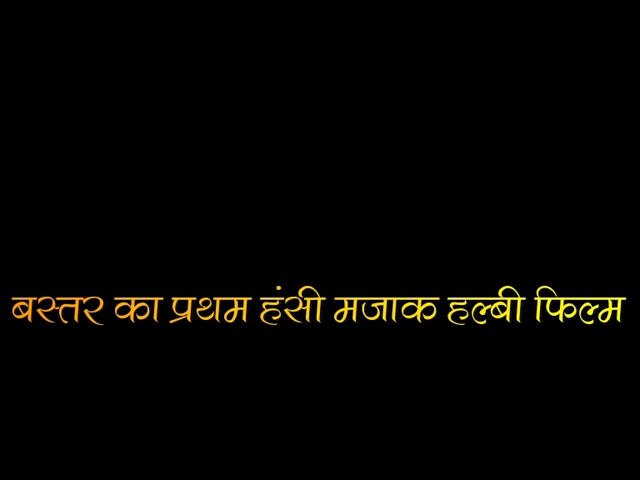 बस्तर का प्रथम हंसी मजाक हल्बी फिल्म